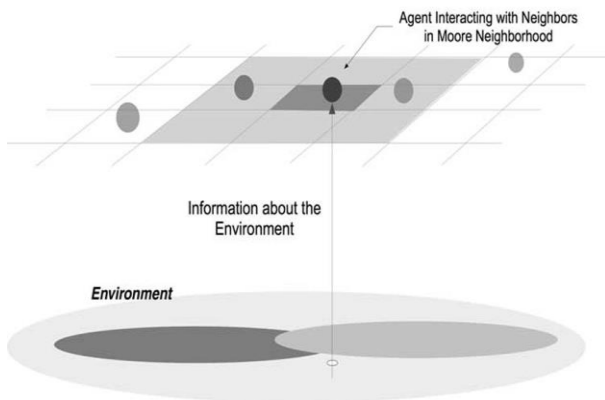 Agent Interacting with Neighbors
in Moore Neighborhood
Information about the
Environment
Environment